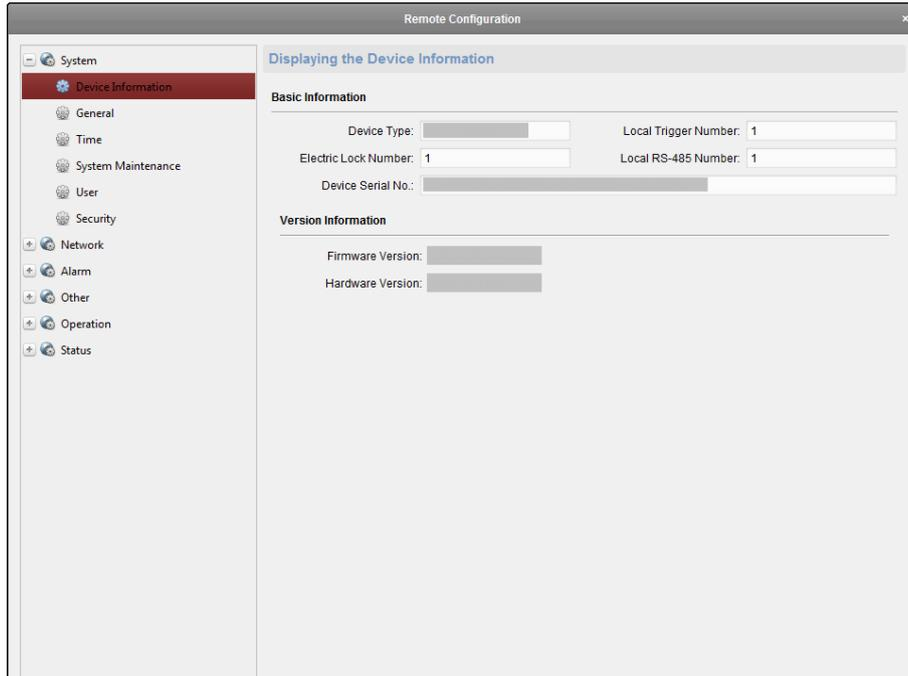 Remote Configuration ×
System
Device Information
General
Time
System Maintenance
User
Security
Network
Alarm
Other
Operation
Status
Displaying the Device Information
Basic Information
Device Type: Local Trigger Number: 1
Electric Lock Number: 1 Local RS-485 Number: 1
Device Serial No.:
Version Information
Firmware Version:
Hardware Version: